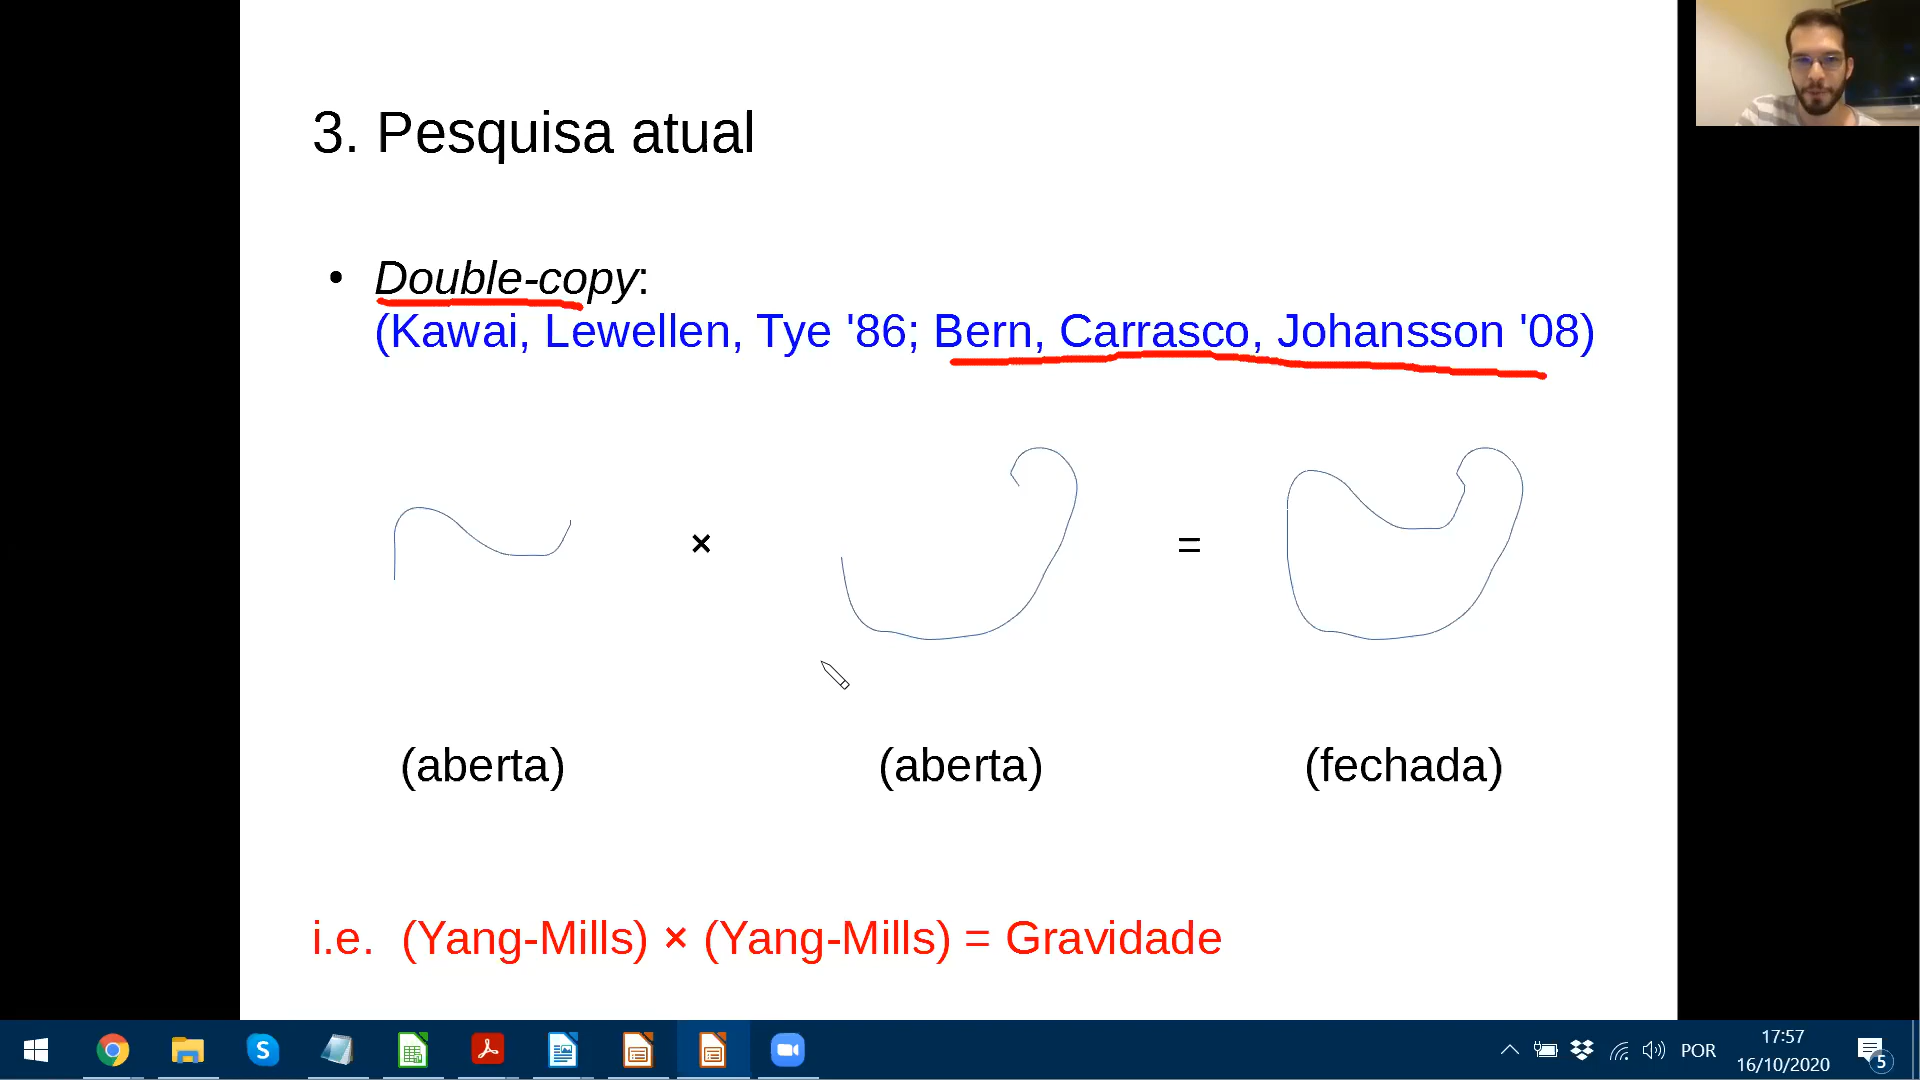 3. Pesquisa atual
• Double-copy:
(Kawai, Lewellen, Tye '86; Bern, Carrasco, Johansson '08)
× =
(aberta) (aberta) (fechada)
i.e. (Yang-Mills) × (Yang-Mills) = Gravidade
POR
17:57
16/10/2020
5